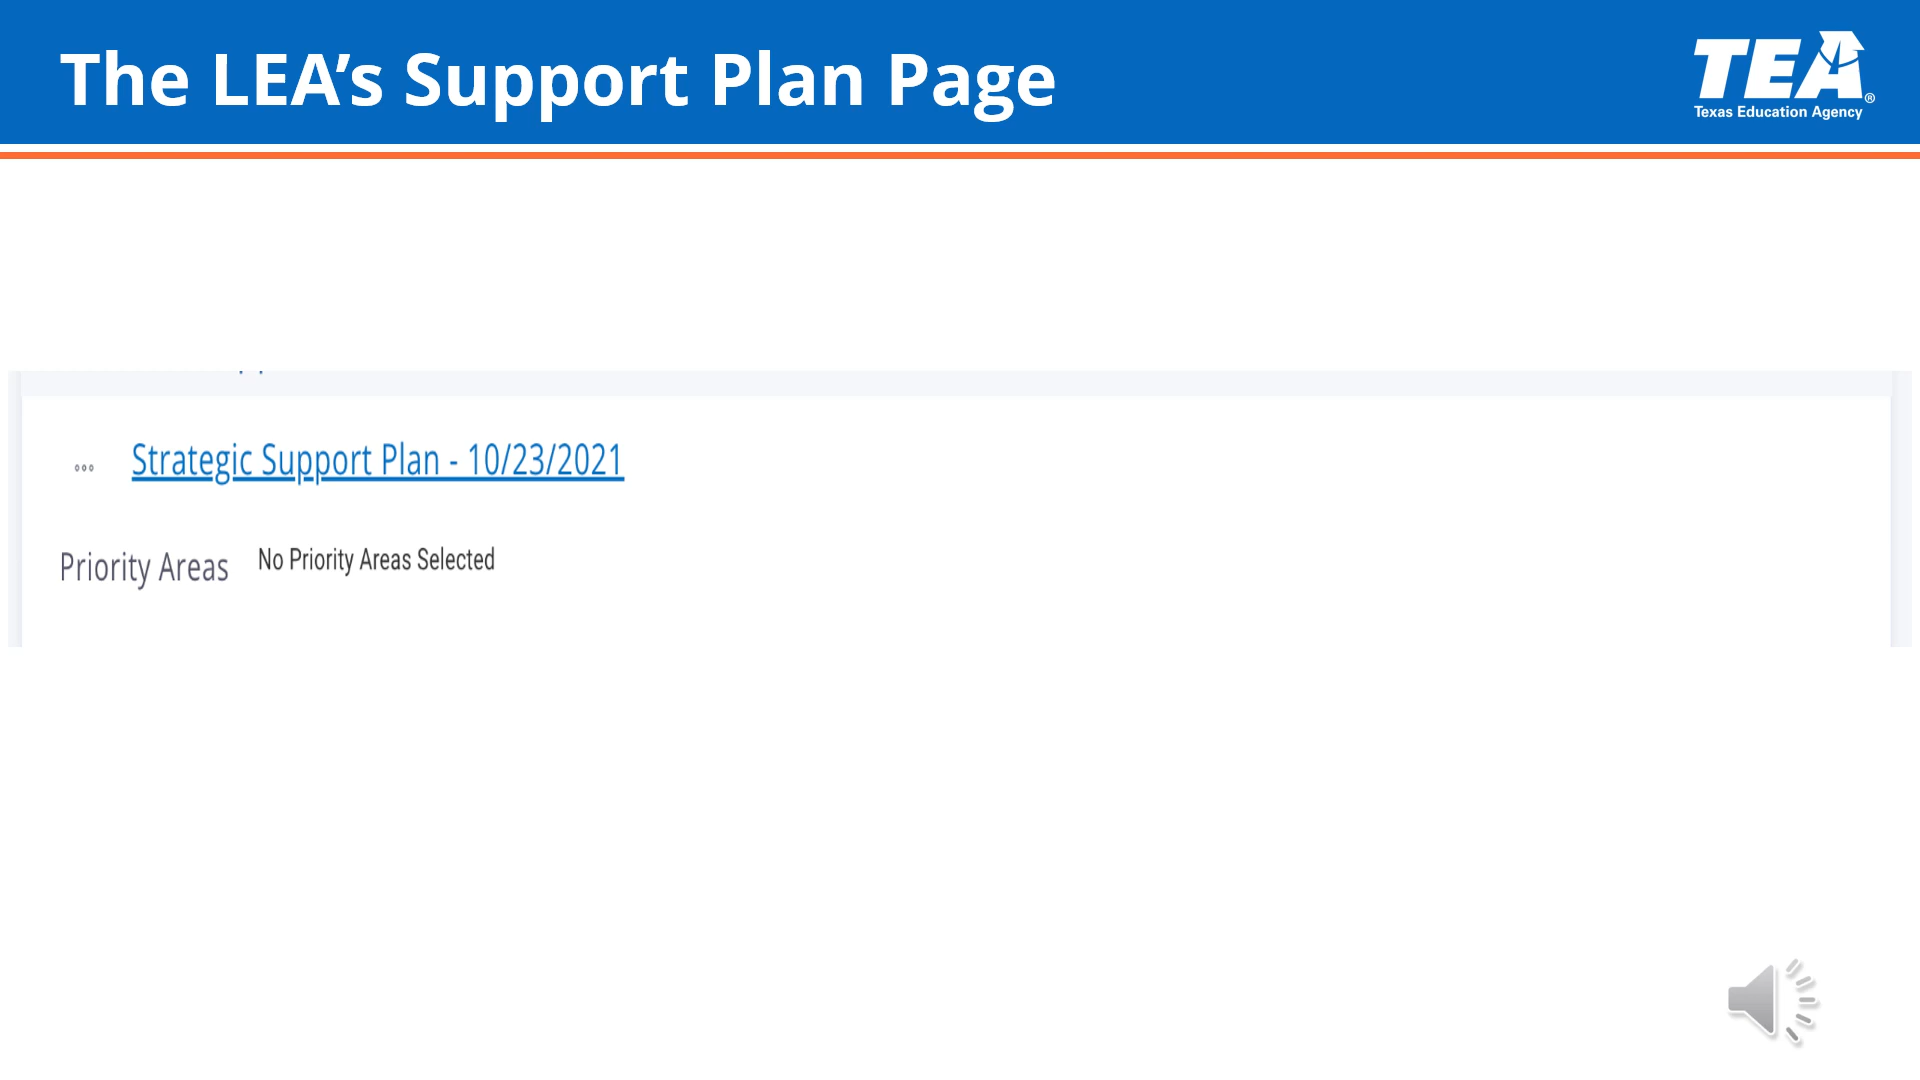 The LEA’s Support Plan Page
TEA®
Texas Education Agency
Strategic Support Plan - 10/23/2021
Priority Areas No Priority Areas Selected